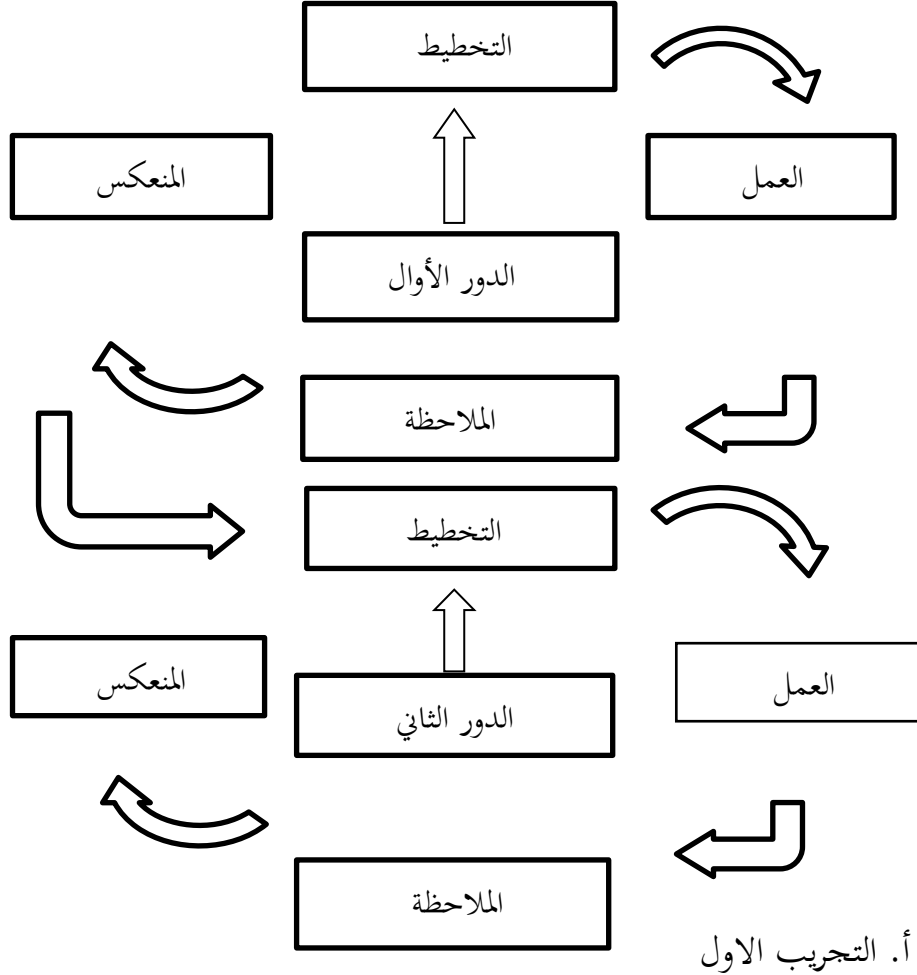 التخطيط
العمل
المنعكس
الدور الأوال
الملاحظة
التخطيط
العمل
المنعكس
الدور الثاني
الملاحظة
أ. التجريب الاول